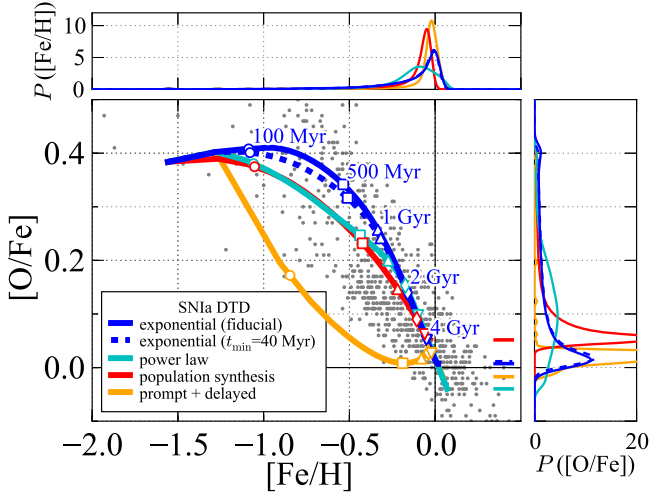 P([Fe/H])
10
5
0
[O/Fe]
0.4
0.2
0.0
100 Myr
500 Myr
1 Gyr
2 Gyr
4 Gyr
SNIa DTD
exponential (fiducial)
exponential (tmin=40 Myr)
power law
population synthesis
prompt + delayed
−2.0 −1.5 −1.0 −0.5 0.0
[Fe/H]
0 10 20
P([O/Fe])